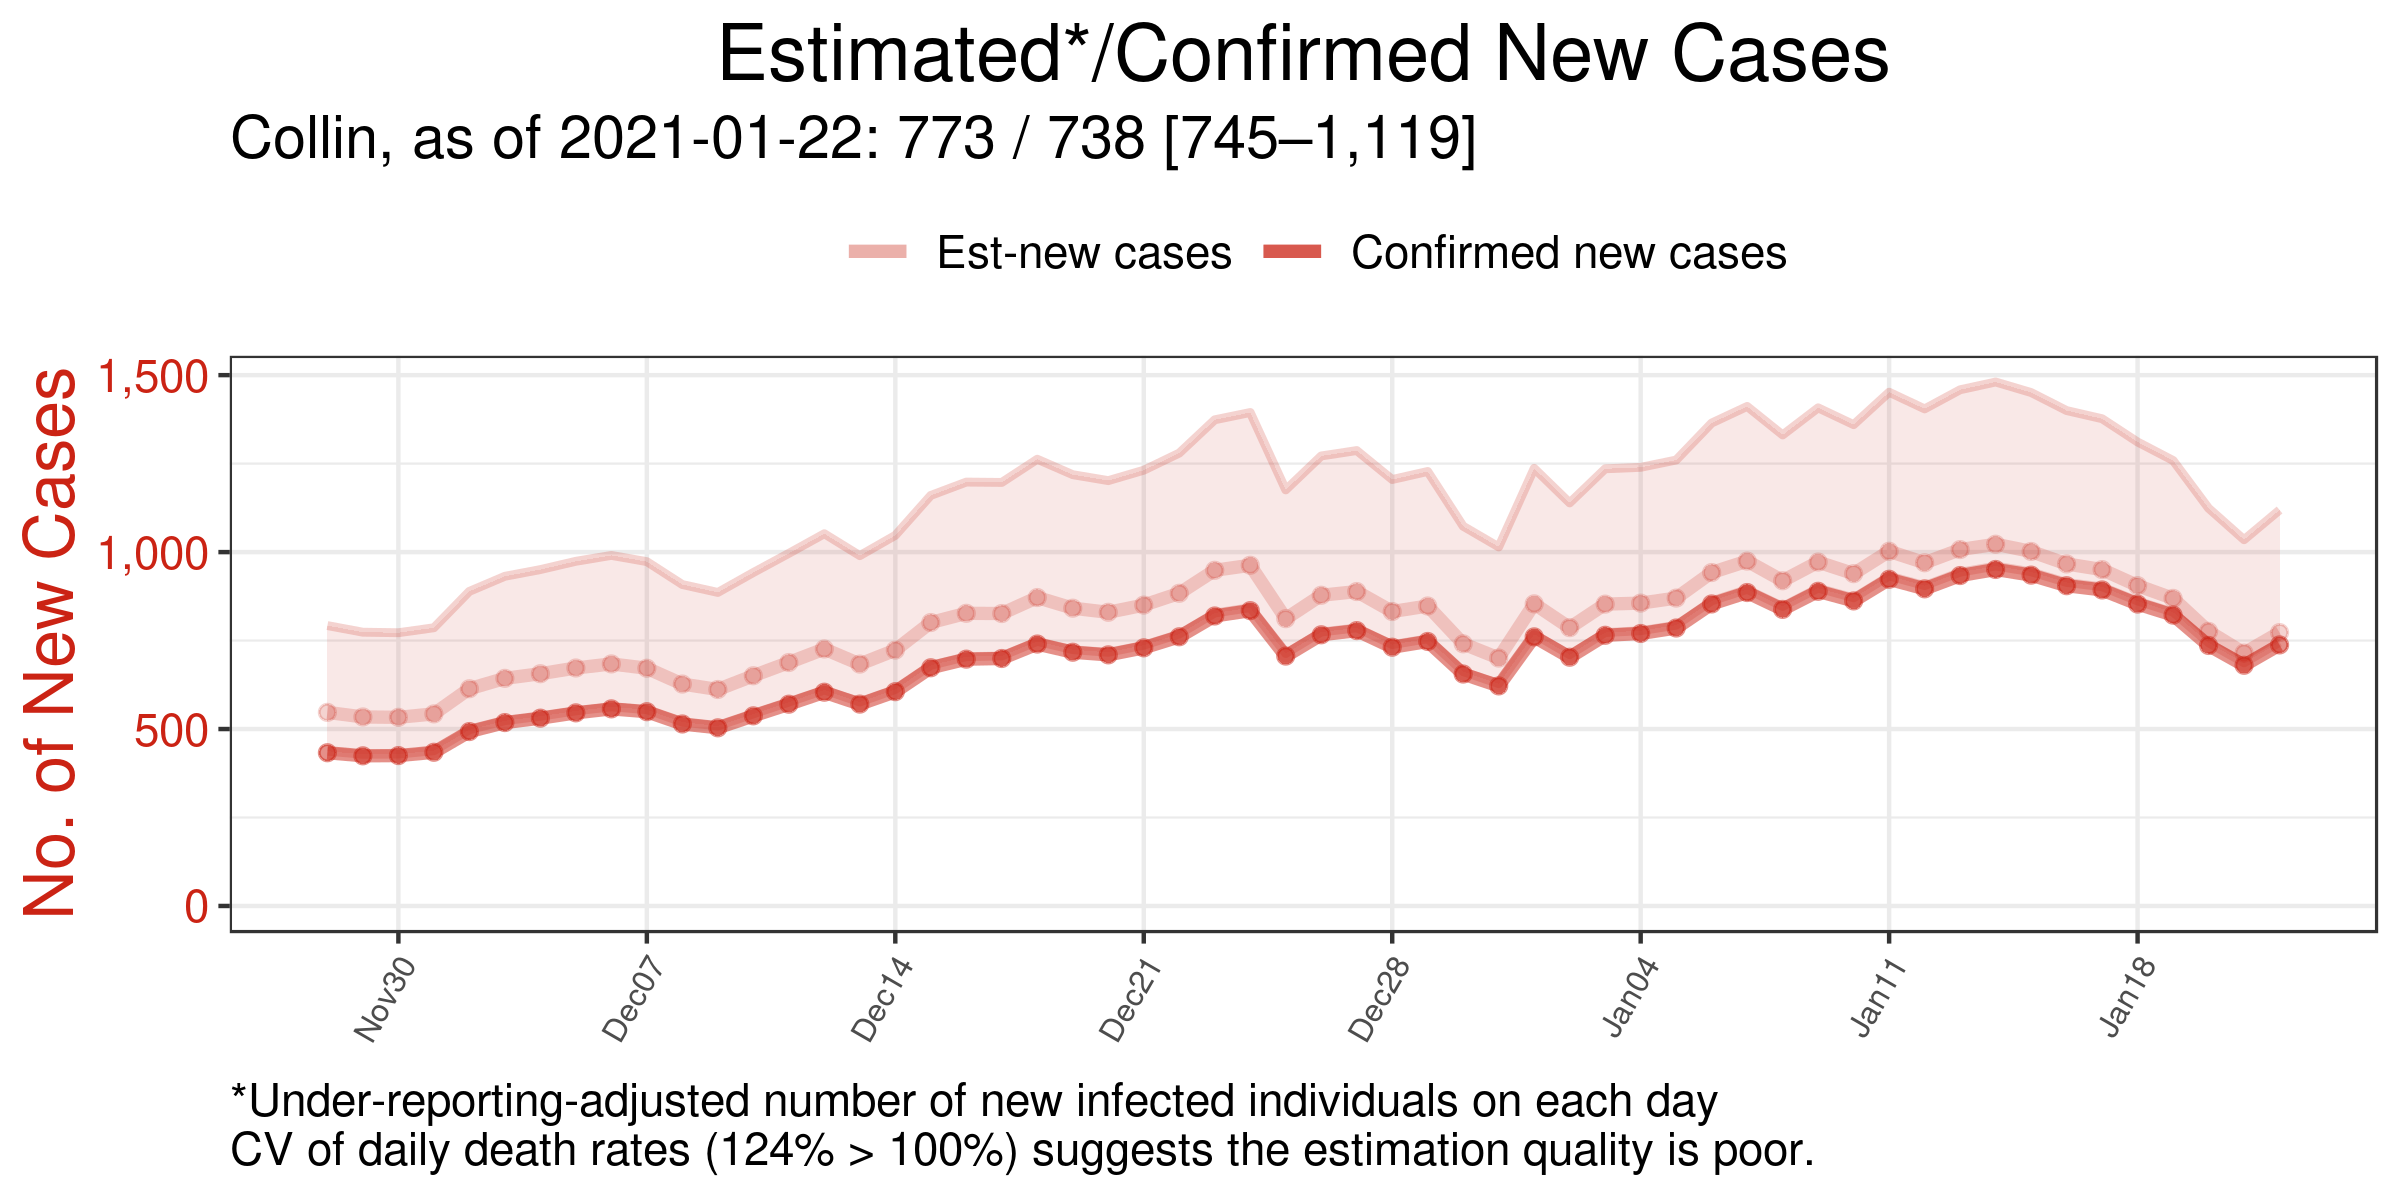 Estimated*/Confirmed New Cases
Collin, as of 2021-01-22: 773 / 738 [745–1,119]
Est-new cases
Confirmed new cases
No. of New Cases
1,500
1,000
500
0
Nov30
Dec07
Dec14
Dec21
Dec28
Jan04
Jan11
Jan18
*Under-reporting-adjusted number of new infected individuals on each day
CV of daily death rates (124% > 100%) suggests the estimation quality is poor.